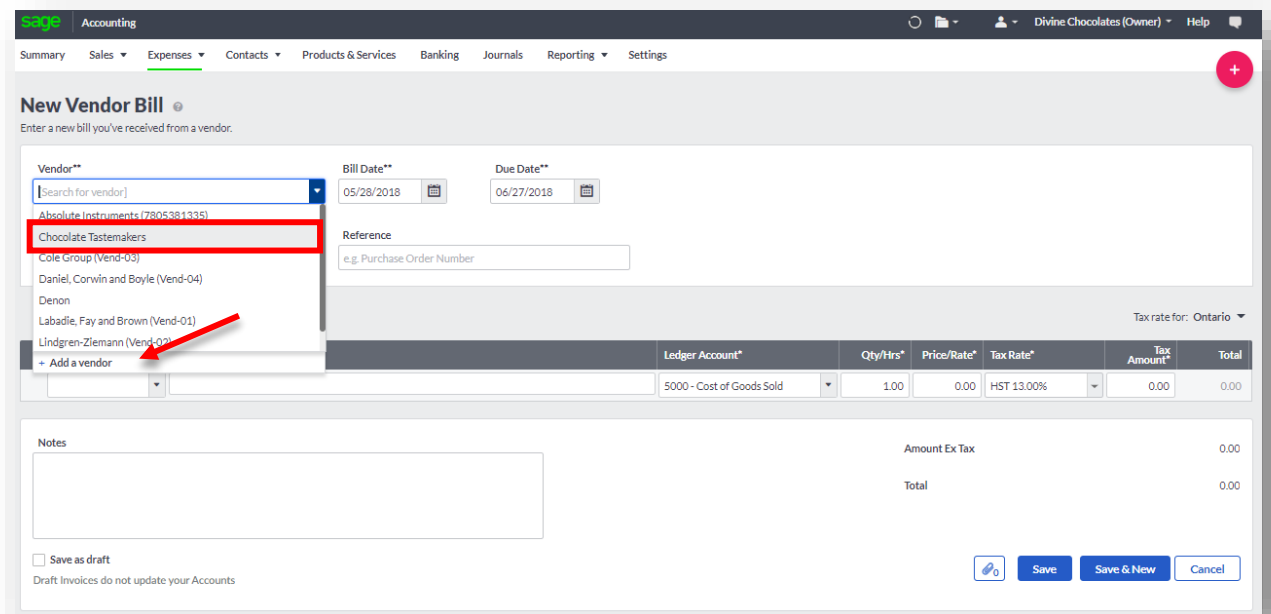 sage Accounting Divine Chocolates (Owner) Help
Summary Sales Expenses Contacts Products & Services Banking Journals Reporting Settings
+
New Vendor Bill ?
Enter a new bill you've received from a vendor.
Vendor** Bill Date** Due Date**
[Search for vendor] 05/28/2018 06/27/2018
Absolute Instruments (7805381335)
Chocolate Tastemakers
Reference
Cole Group (Vend-03)
e.g. Purchase Order Number
Daniel, Corwin and Boyle (Vend-04)
Denon
Labadie, Fay and Brown (Vend-01)
Tax rate for: Ontario
Lindgren-Ziemann (Vend-02)
+ Add a vendor
Ledger Account* Qty/Hrs* Price/Rate* Tax Rate* Tax Amount* Total
5000 - Cost of Goods Sold 1.00 0.00 HST 13.00% 0.00 0.00
Notes
Amount Ex Tax 0.00
Total 0.00
Save as draft
Draft Invoices do not update your Accounts
0 Save Save & New Cancel